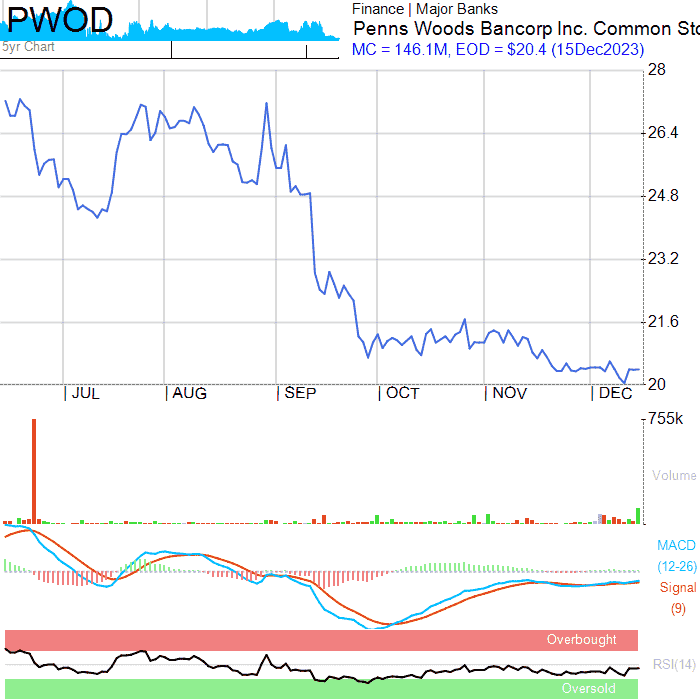 PWOD
5yr Chart
Finance | Major Banks
Penns Woods Bancorp Inc. Common Sto
MC = 146.1M, EOD = $20.4 (15Dec2023)
28
26.4
24.8
23.2
21.6
20
JUL AUG SEP OCT NOV DEC
755k
Volume
MACD
(12-26)
Signal
(9)
Overbought
RSI(14)
Oversold